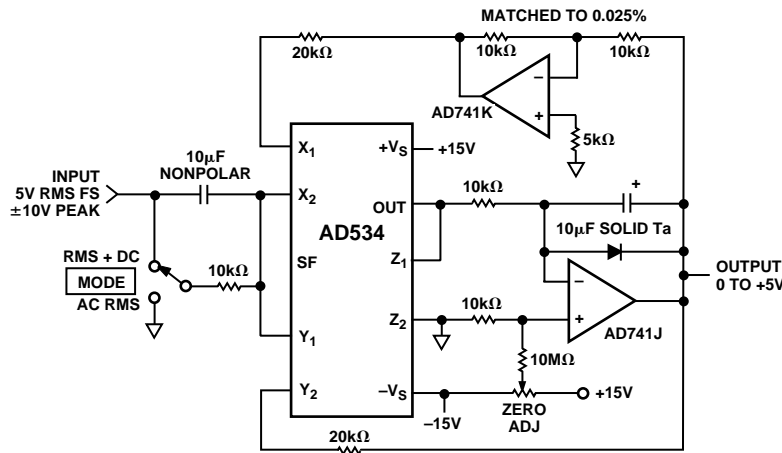 MATCHED TO 0.025%
20kΩ
10kΩ
10kΩ
AD741K
5kΩ
10µF
NONPOLAR
INPUT
5V RMS FS
±10V PEAK
RMS + DC
MODE
AC RMS
10kΩ
X1
X2
SF
Y1
Y2
AD534
+VS
+15V
OUT
Z1
Z2
–VS
–15V
10kΩ
10µF SOLID Ta
10kΩ
10MΩ
AD741J
OUTPUT
0 TO +5V
+15V
ZERO
ADJ
20kΩ
+
–
+
–
+